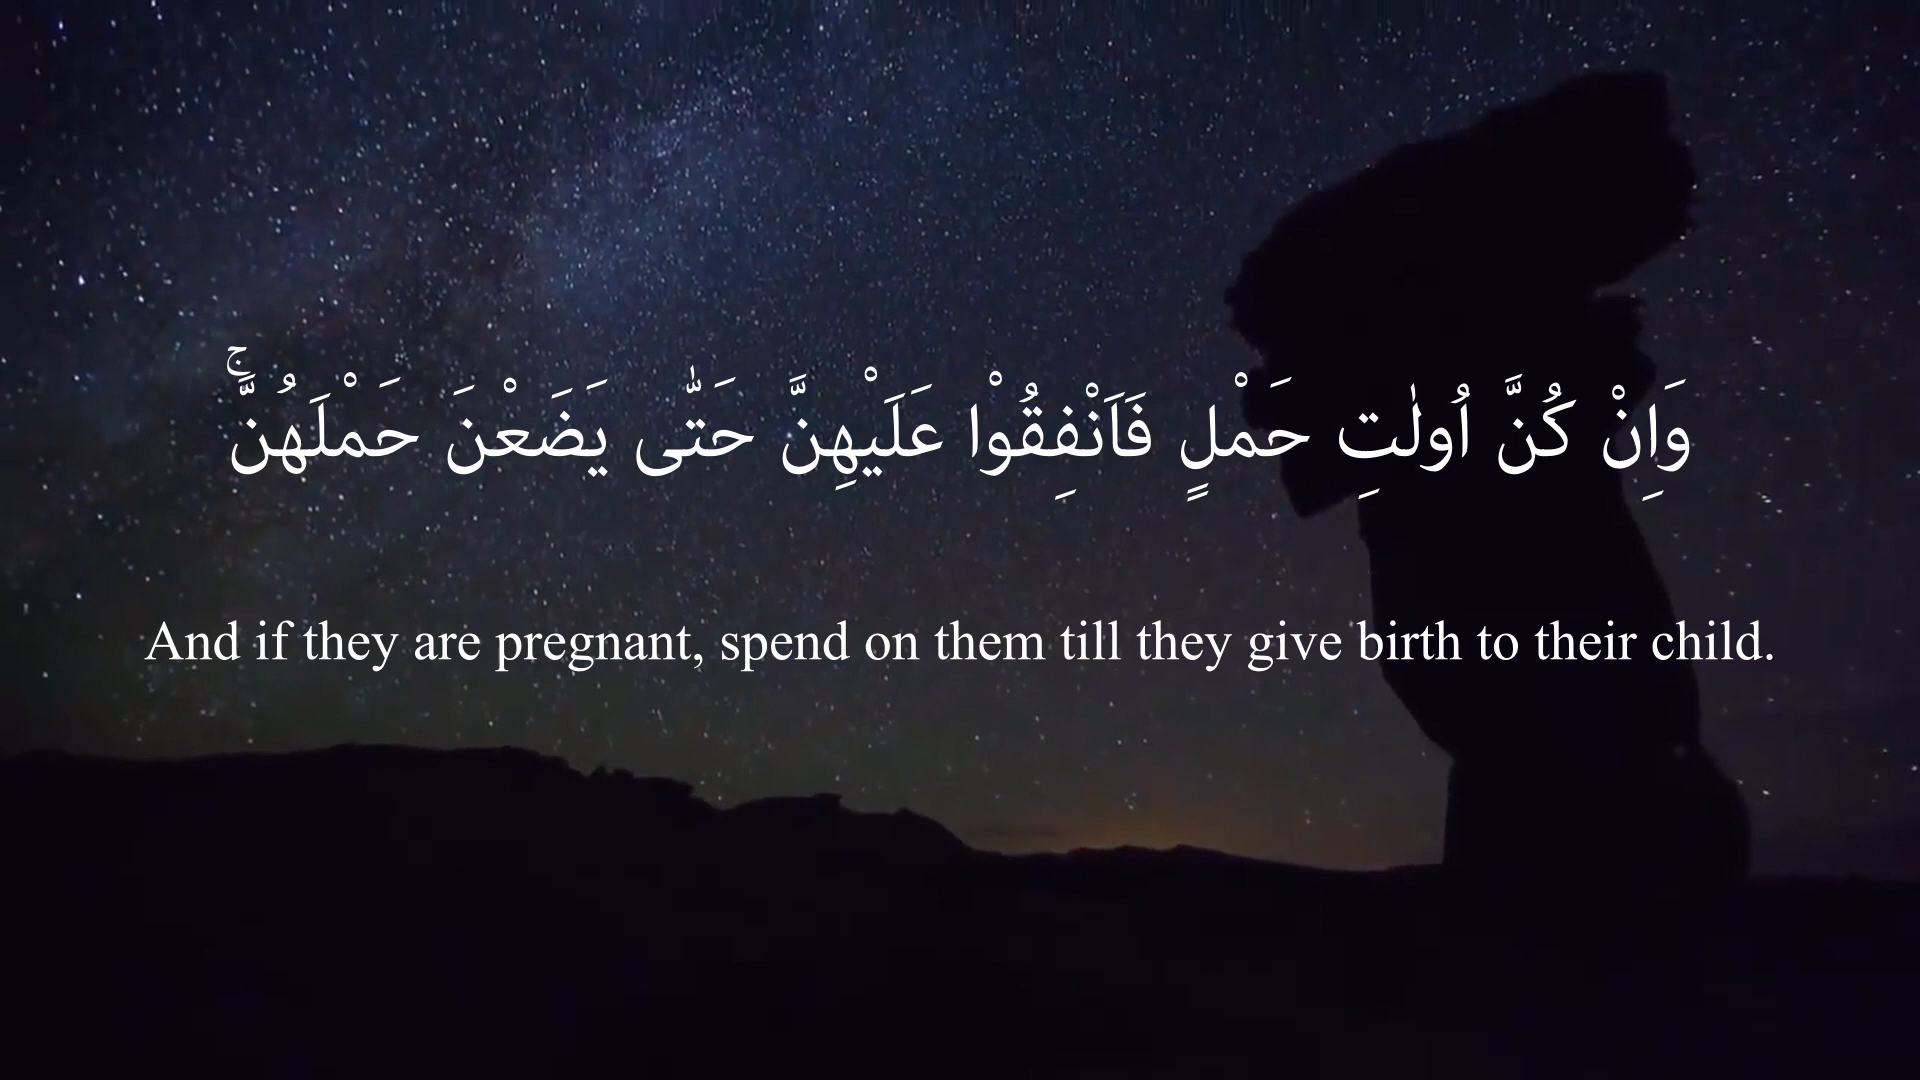 وَاِنْ كُنَّ اُولٰتِ حَمْلٍ فَاَنْفِقُوْا عَلَيْهِنَّ حَتّٰى يَضَعْنَ حَمْلَهُنَّۚ
And if they are pregnant, spend on them till they give birth to their child.